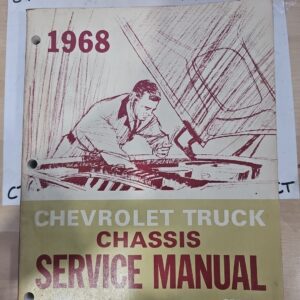 1968
CHEVROLET TRUCK
CHASSIS
SERVICE MANUAL